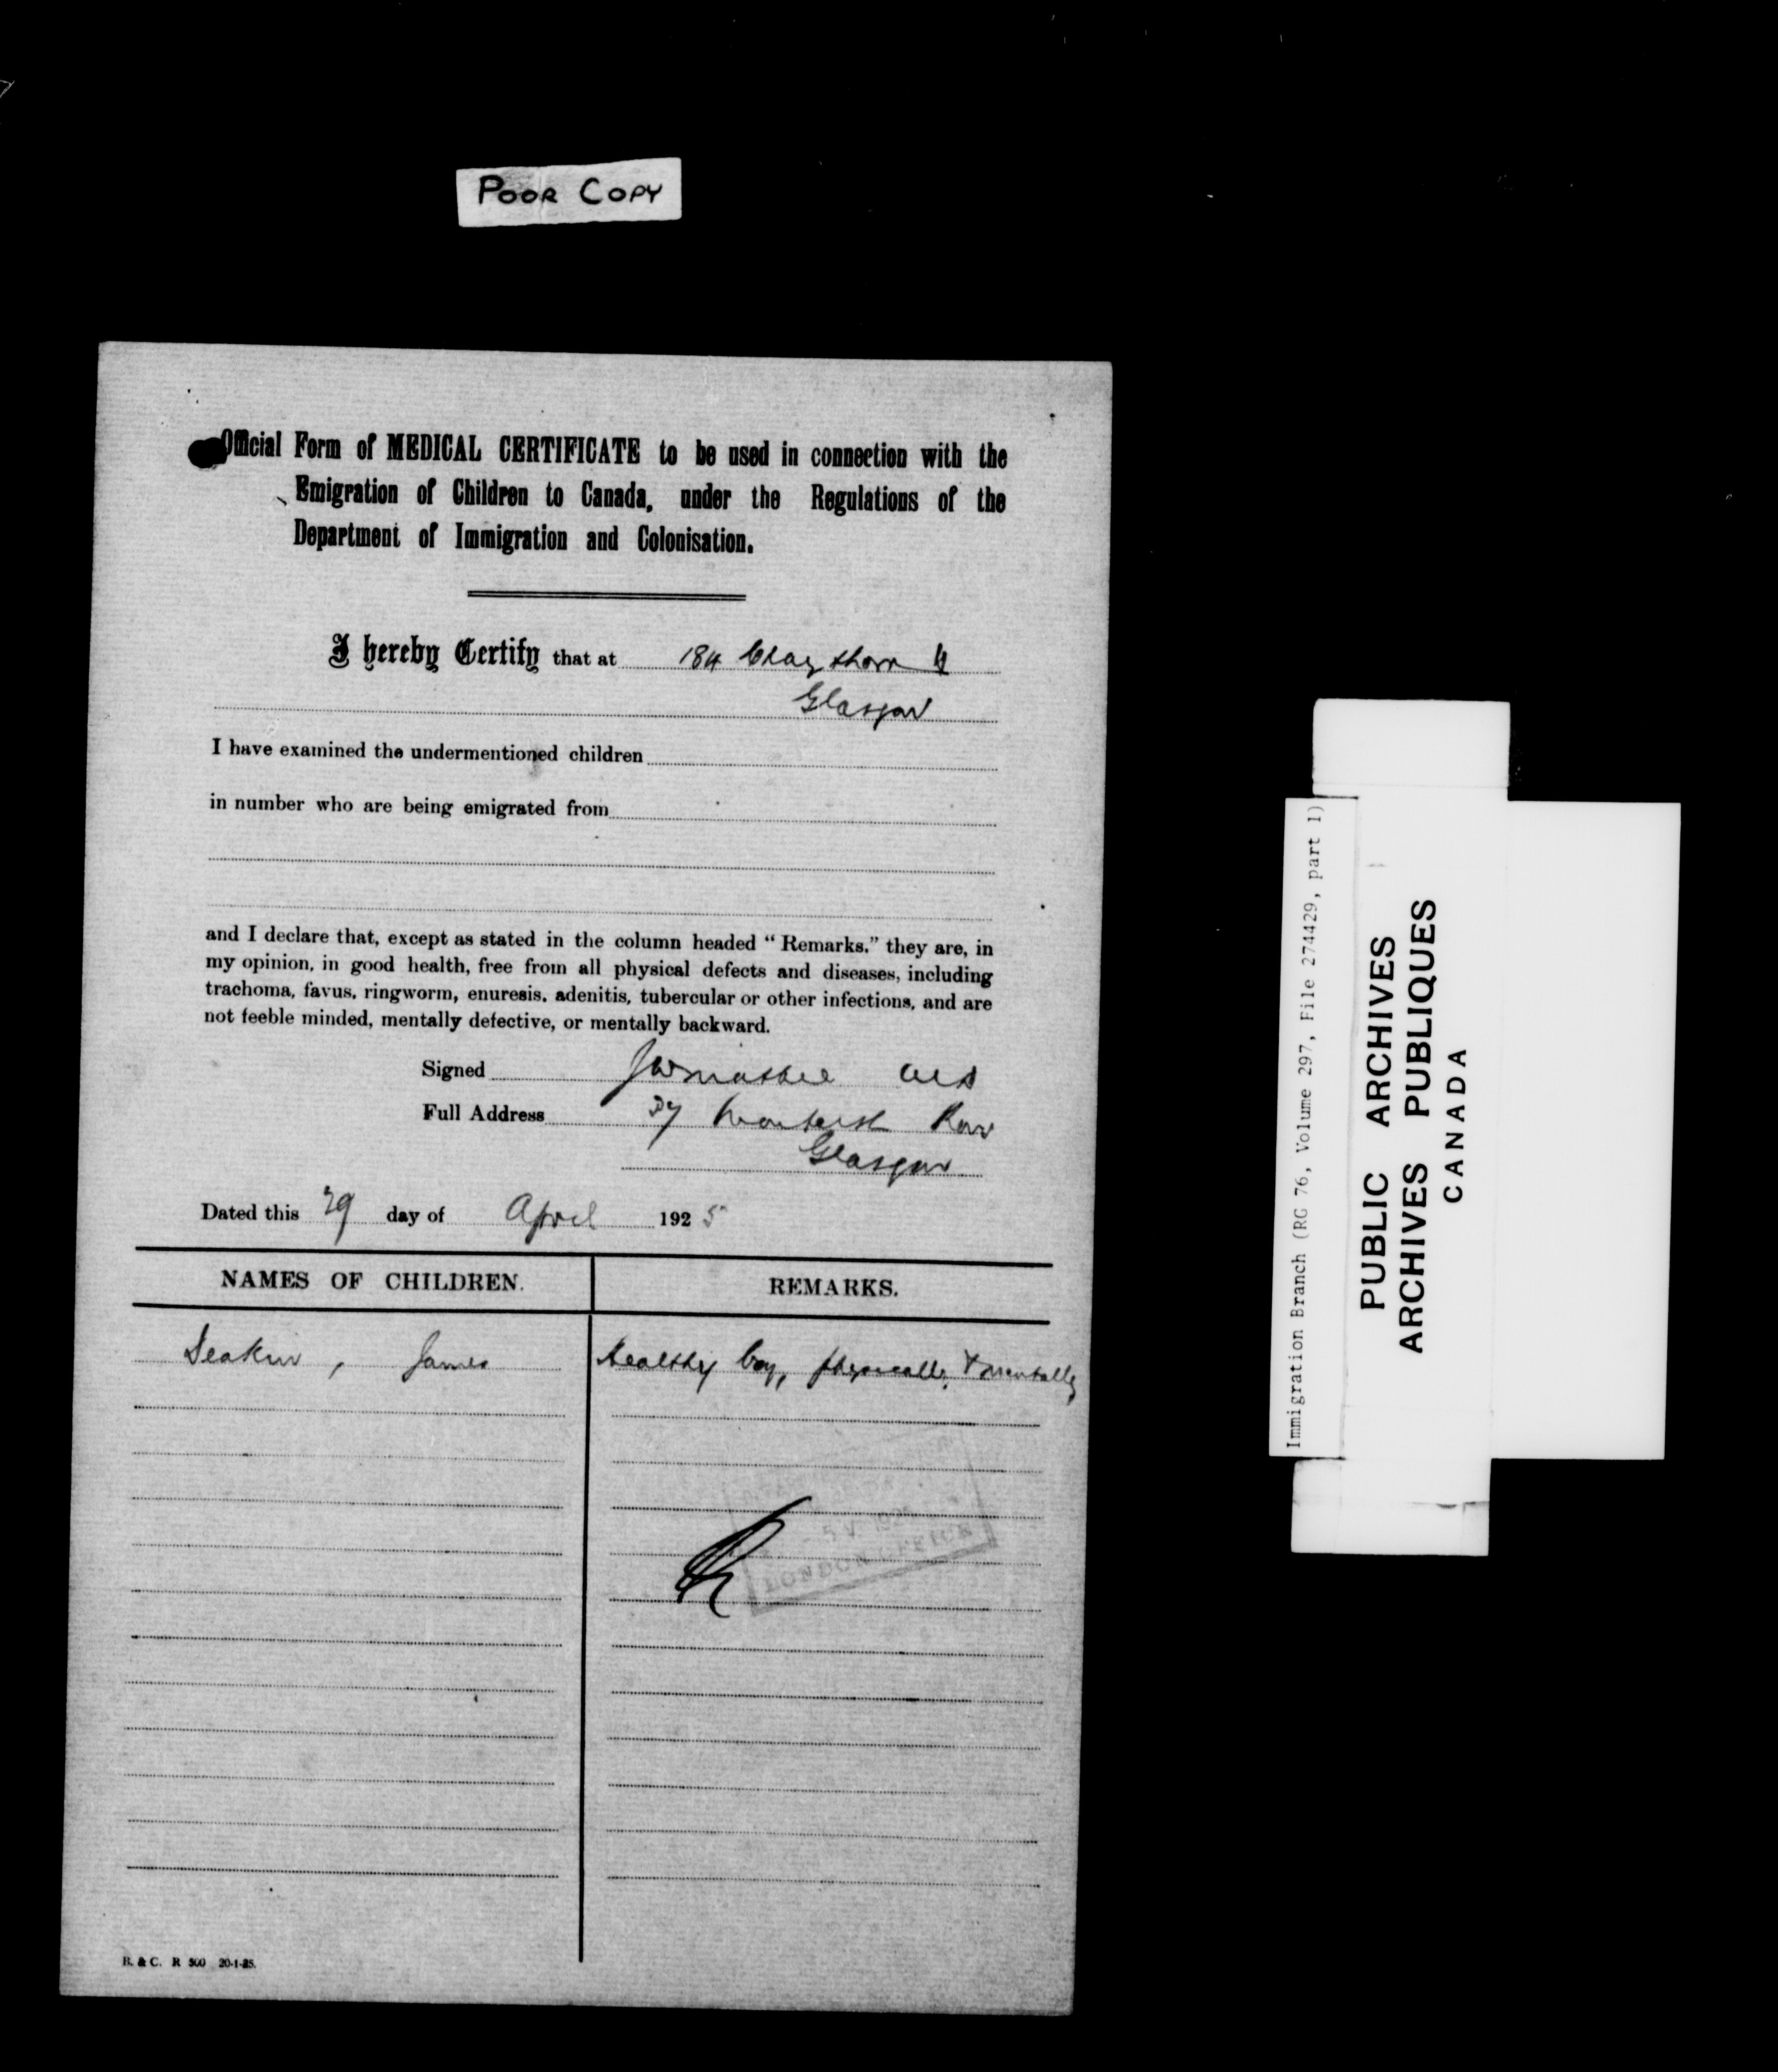 POOR COPY
Official Form of MEDICAL CERTIFICATE to be used in connection with the
Emigration of Children to Canada, under the Regulations of the
Department of Immigration and Colonisation.
I hereby Certify that at 184 Claythorn St
Glasgow
I have examined the undermentioned children
in number who are being emigrated from
and I declare that, except as stated in the column headed "Remarks." they are, in
my opinion, in good health, free from all physical defects and diseases, including
trachoma, favus, ringworm, enuresis, adenitis, tubercular or other infections, and are
not feeble minded, mentally defective, or mentally backward.
Signed
Full Address Monteith Row
Glasgow
Dated this 29 day of April 1925
NAMES OF CHILDREN. REMARKS.
Deakin, James Healthy boy, physically & mentally
5 V 1925
LONDON OFFICE
B. & C. R 500 20-1-25.
Immigration Branch (RG 76, Volume 297, File 274429, part 1)
PUBLIC ARCHIVES
ARCHIVES PUBLIQUES
CANADA